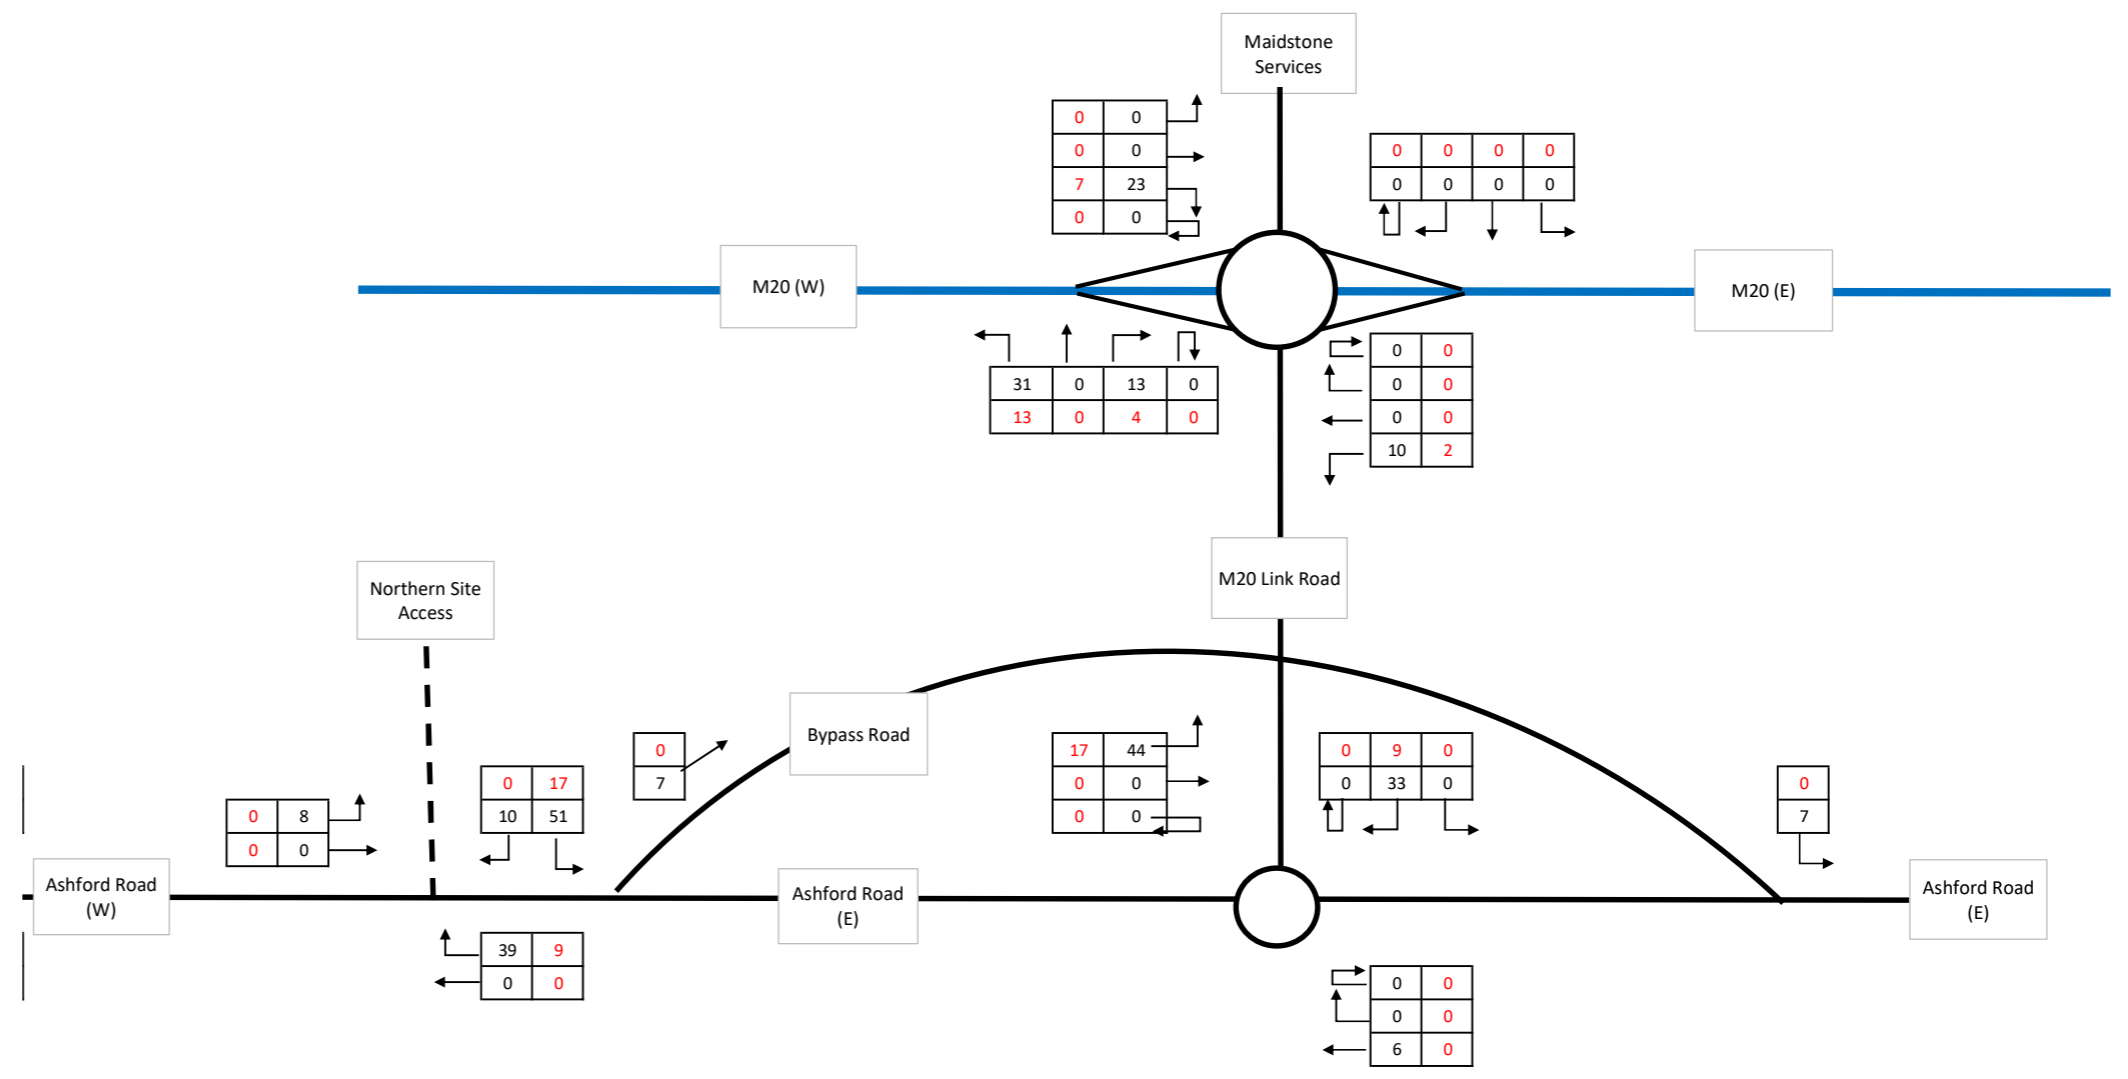 Maidstone
Services
0 0
0 0
7 23
0 0
0 0 0 0
0 0 0 0
M20 (W)
M20 (E)
31 0 13 0
13 0 4 0
0 0
0 0
0 0
10 2
M20 Link Road
Northern Site
Access
Bypass Road
0
7
17 44
0 0
0 0
0 9 0
0 33 0
0
7
0 17
10 51
0 8
0 0
Ashford Road
(W)
Ashford Road
(E)
Ashford Road
(E)
39 9
0 0
0 0
0 0
6 0